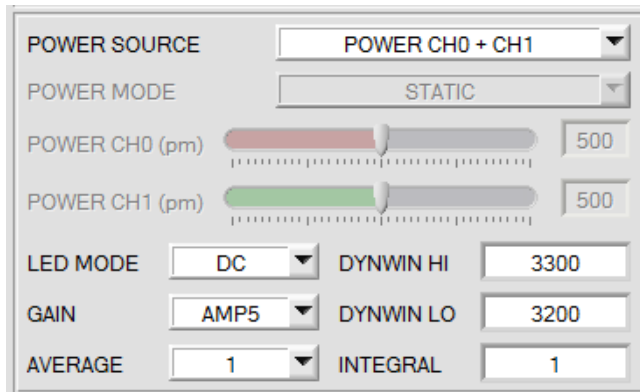 POWER SOURCE POWER CH0 + CH1
POWER MODE STATIC
POWER CH0 (pm) 500
POWER CH1 (pm) 500
LED MODE DC DYNWIN HI 3300
GAIN AMP5 DYNWIN LO 3200
AVERAGE 1 INTEGRAL 1